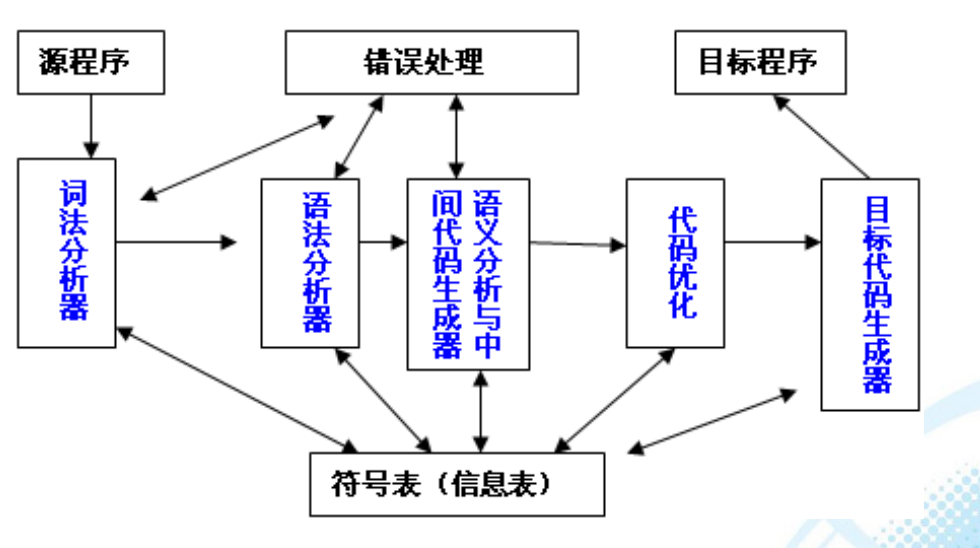 源程序
错误处理
目标程序
词法分析器
语法分析器
语义分析与中
间代码生成器
代码优化
目标代码生成器
符号表（信息表）